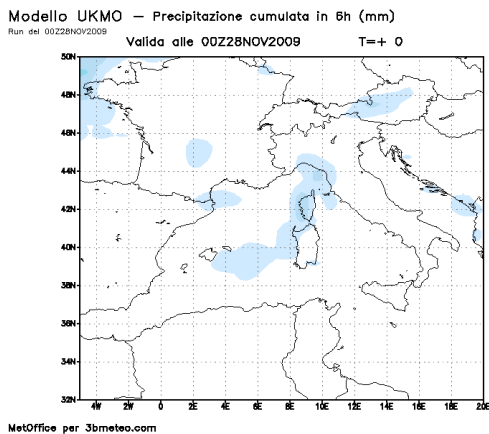 Modello UKMO – Precipitazione cumulata in 6h (mm)
Run del 00Z28NOV2009
Valida alle 00Z28NOV2009 T=+ 0
50N
49N
48N
46N
44N
42N
40N
38N
36N
34N
32N
4W 2W 0 2E 4E 6E 8E 10E 12E 14E 16E 18E 20E
MetOffice per 3bmeteo.com